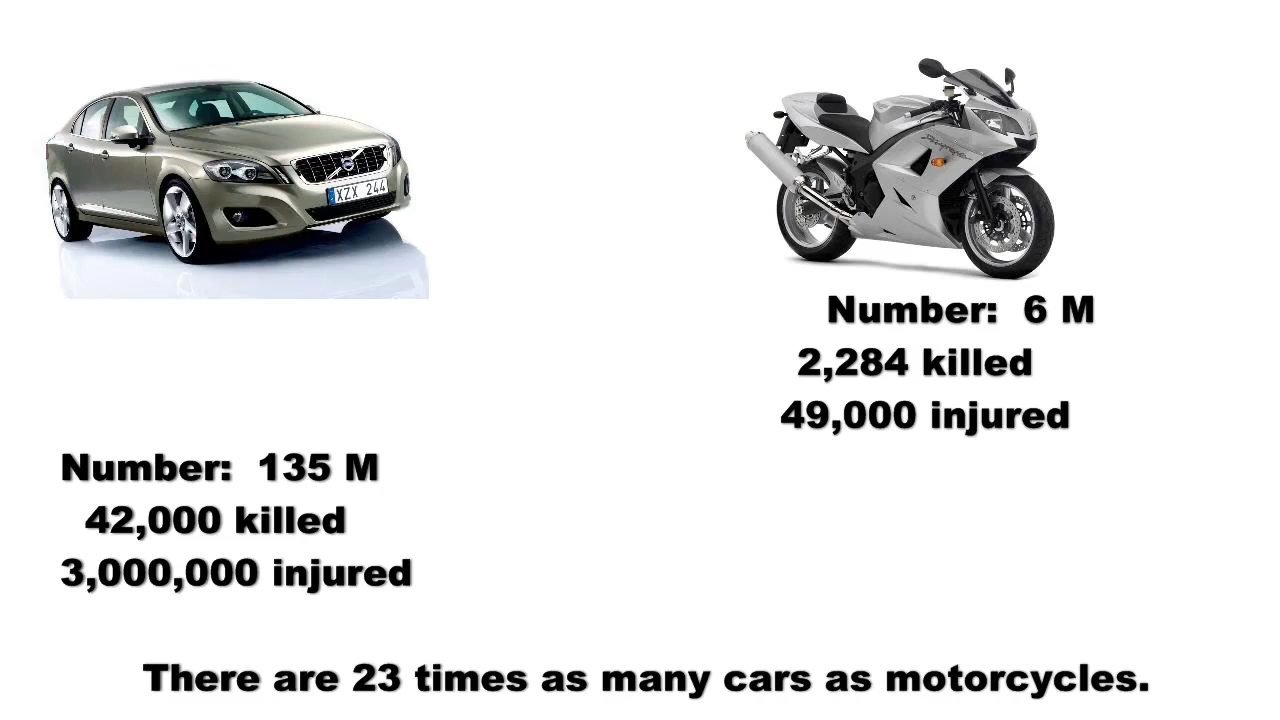 XZX 244
Number: 6 M
2,284 killed
49,000 injured
Number: 135 M
42,000 killed
3,000,000 injured
There are 23 times as many cars as motorcycles.